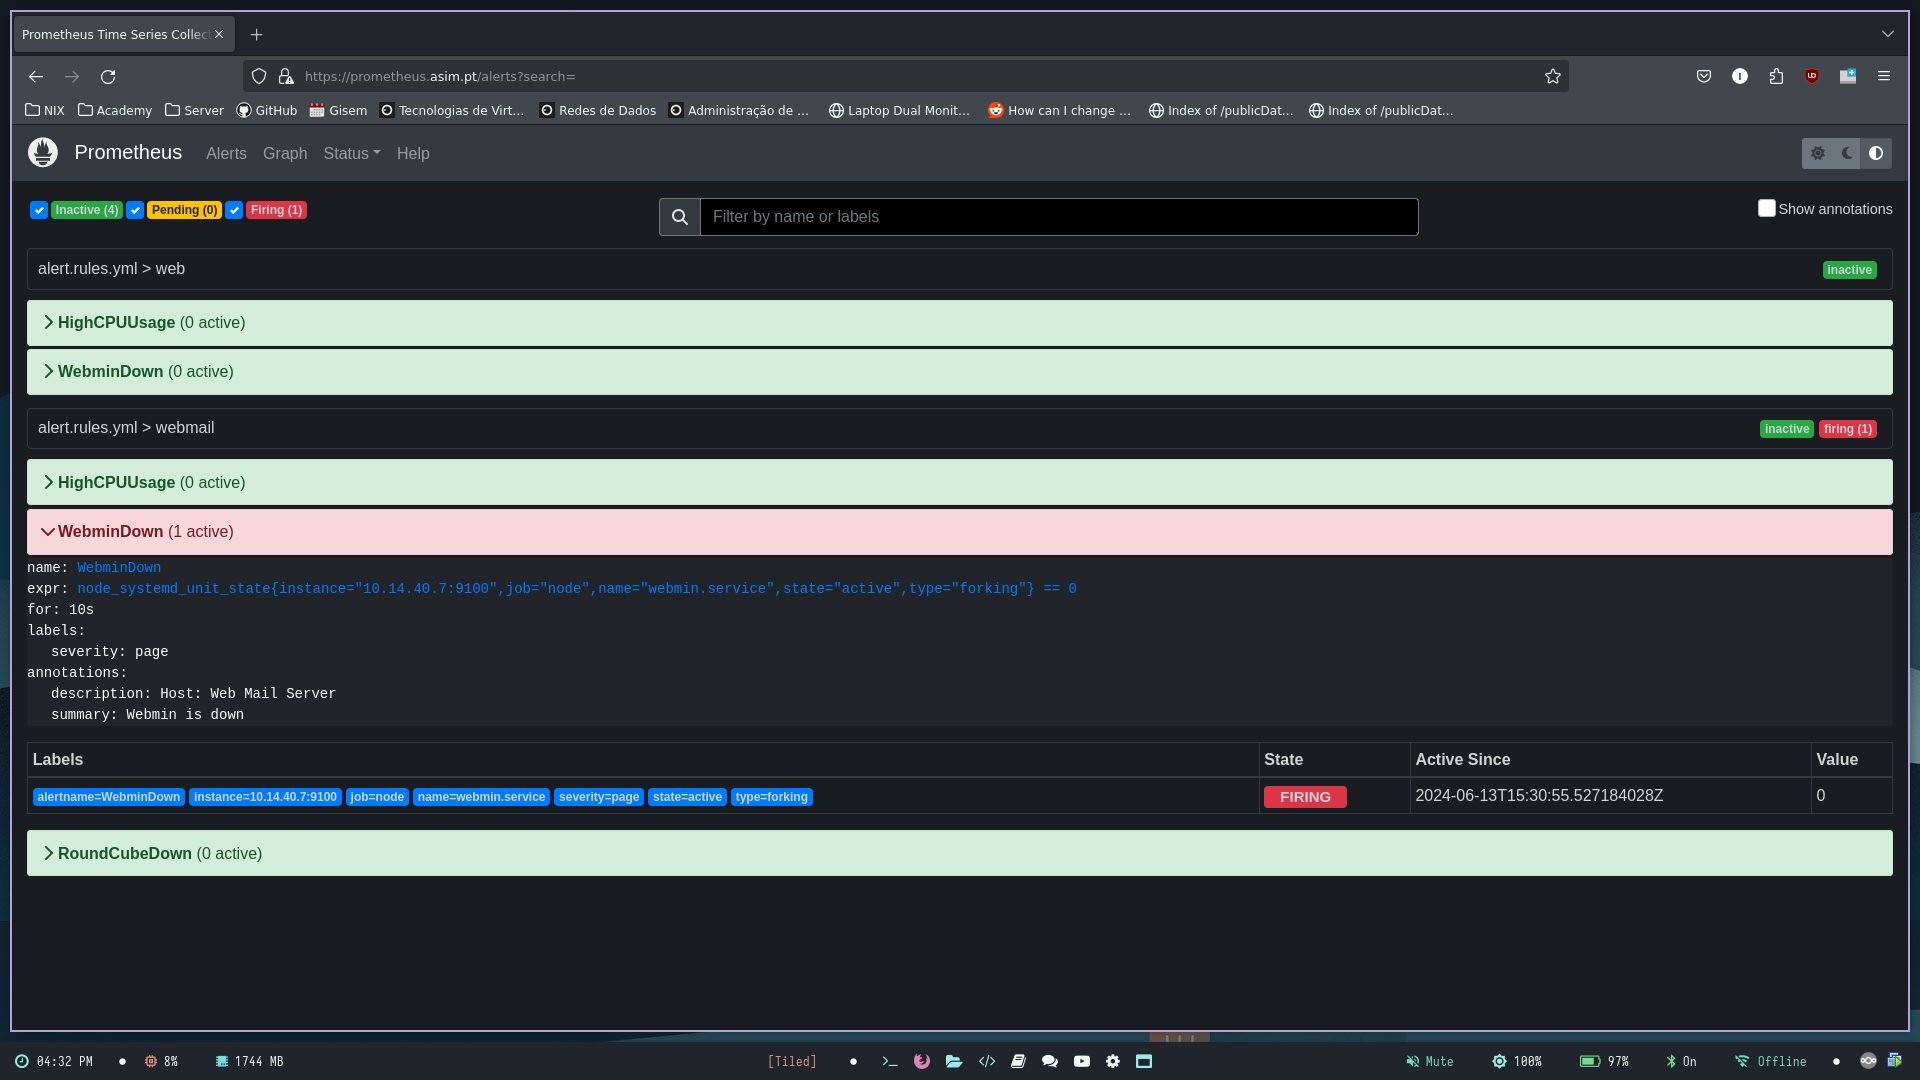 Prometheus Time Series Collect
https://prometheus.asim.pt/alerts?search=
NIX Academy Server GitHub Gisem Tecnologias de Virt… Redes de Dados Administração de … Laptop Dual Monit… How can I change … Index of /publicDat… Index of /publicDat…
Prometheus Alerts Graph Status Help
Inactive (4) Pending (0) Firing (1) Filter by name or labels Show annotations
alert.rules.yml > web inactive
HighCPUUsage (0 active)
WebminDown (0 active)
alert.rules.yml > webmail inactive firing (1)
HighCPUUsage (0 active)
WebminDown (1 active)
name: WebminDown
expr: node_systemd_unit_state{instance="10.14.40.7:9100",job="node",name="webmin.service",state="active",type="forking"} == 0
for: 10s
labels:
severity: page
annotations:
description: Host: Web Mail Server
summary: Webmin is down
Labels State Active Since Value
alertname=WebminDown instance=10.14.40.7:9100 job=node name=webmin.service severity=page state=active type=forking FIRING 2024-06-13T15:30:55.527184028Z 0
RoundCubeDown (0 active)
04:32 PM 8% 1744 MB [Tiled] Mute 100% 97% On Offline